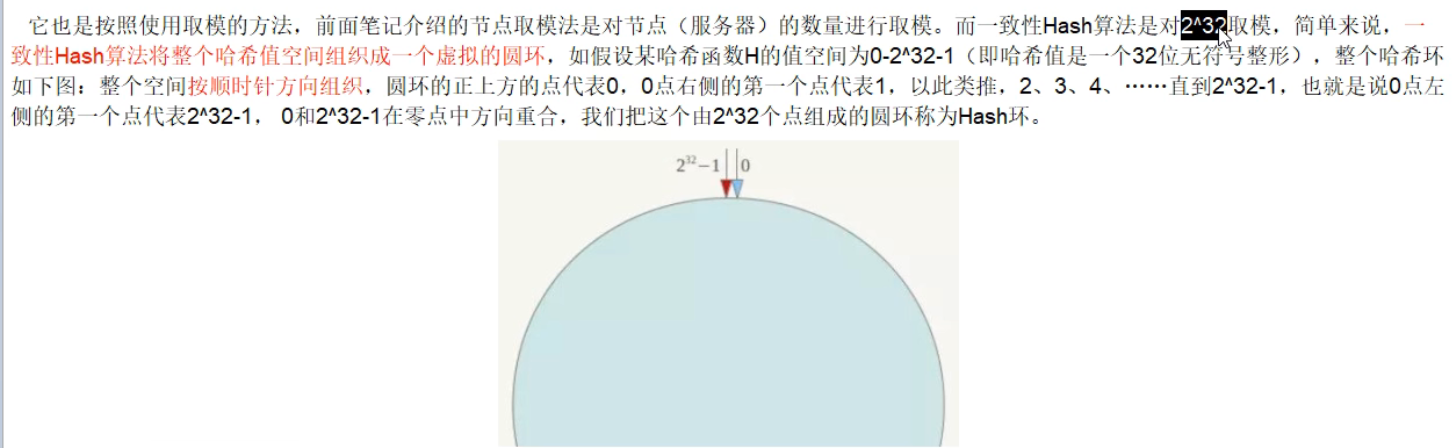 它也是按照使用取模的方法，前面笔记介绍的节点取模法是对节点（服务器）的数量进行取模。而一致性Hash算法是对2^32取模，简单来说，一
致性Hash算法将整个哈希值空间组织成一个虚拟的圆环，如假设某哈希函数H的值空间为0-2^32-1（即哈希值是一个32位无符号整形），整个哈希环
如下图：整个空间按顺时针方向组织，圆环的正上方的点代表0，0点右侧的第一个点代表1，以此类推，2、3、4、……直到2^32-1，也就是说0点左
侧的第一个点代表2^32-1， 0和2^32-1在零点中方向重合，我们把这个由2^32个点组成的圆环称为Hash环。
2³²−1 0